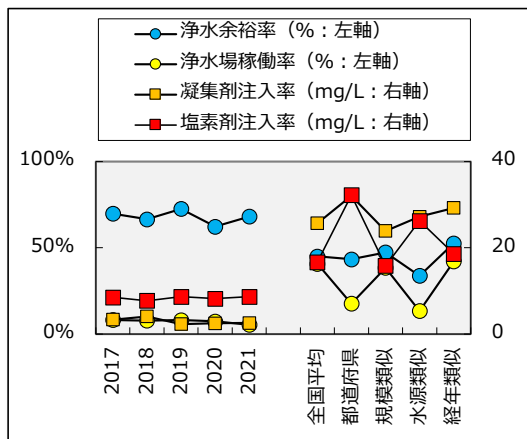 浄水余裕率（%：左軸）
浄水場稼働率（%：左軸）
凝集剤注入率（mg/L：右軸）
塩素剤注入率（mg/L：右軸）
100%
40
50%
20
0%
0
2017
2018
2019
2020
2021
全国平均
都道府県
規模類似
水源類似
経年類似